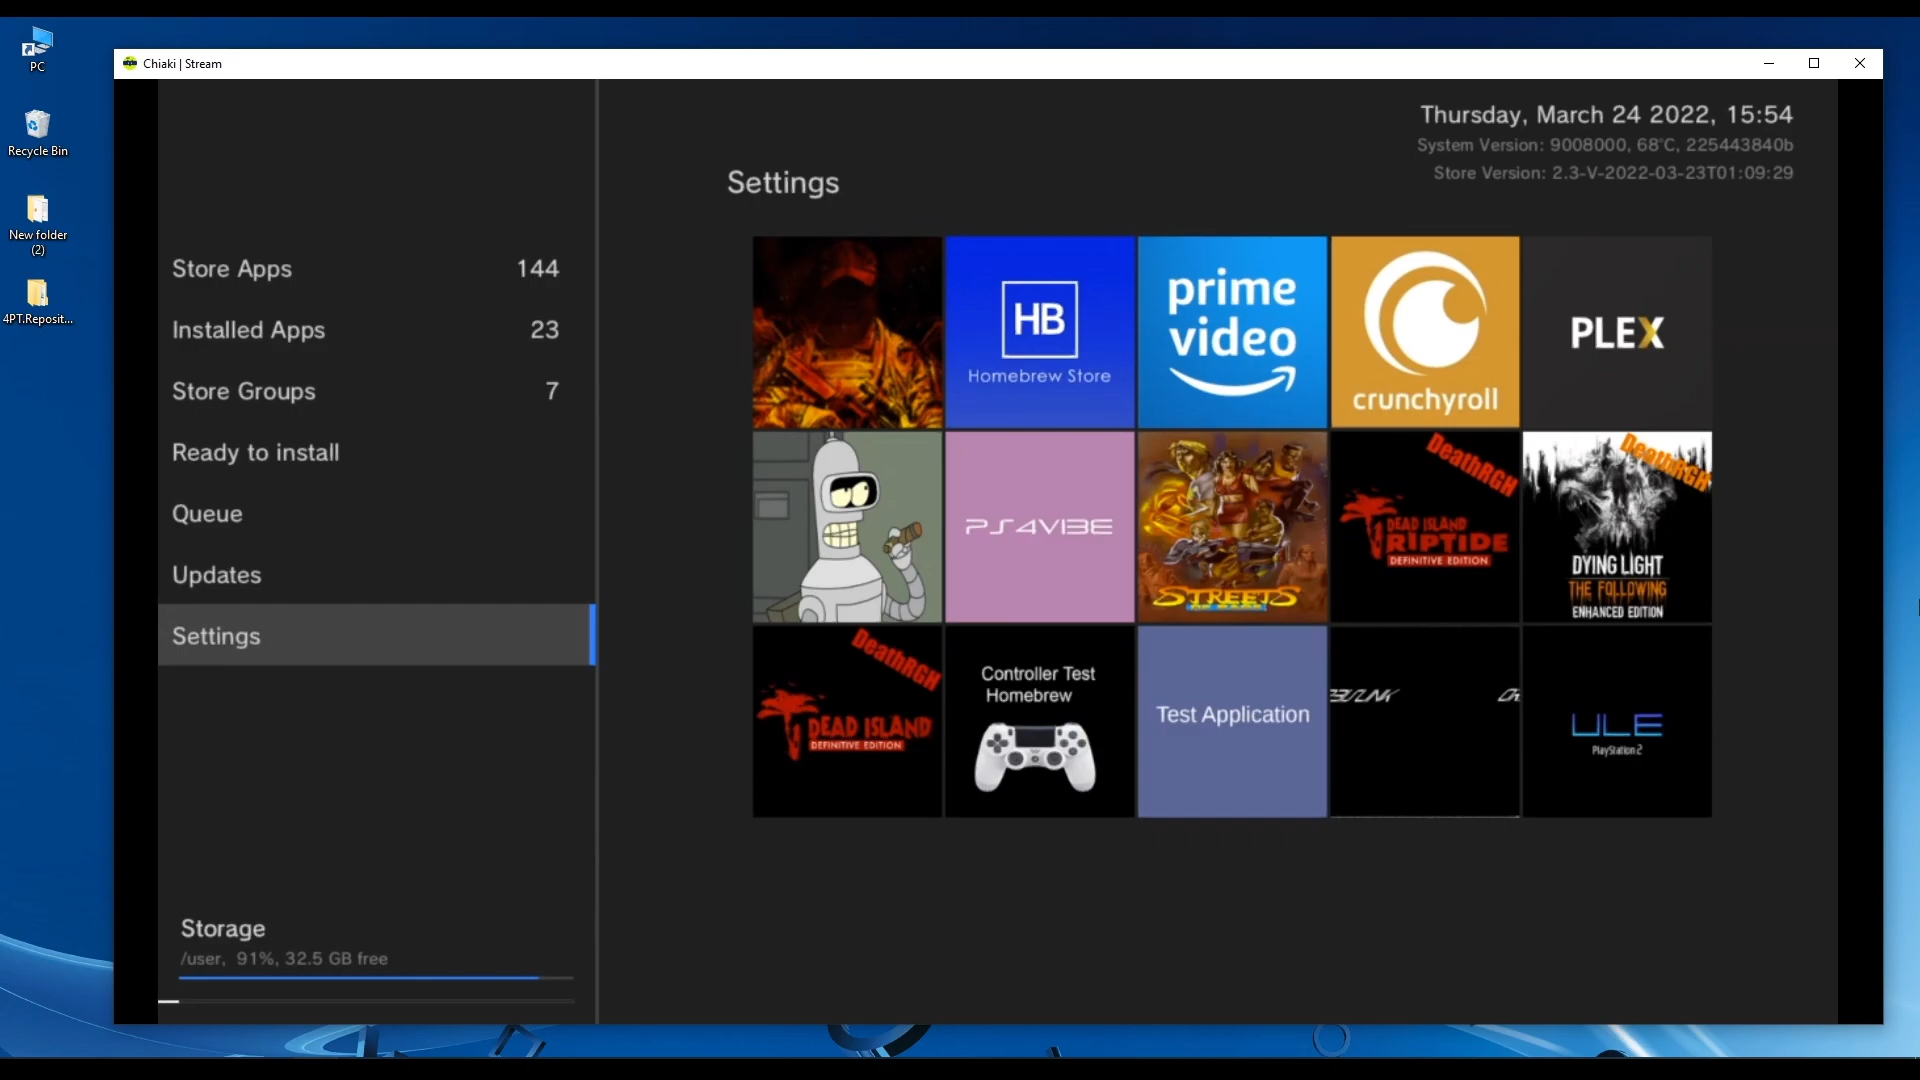 PC
Recycle Bin
New folder
(2)
4PT.Reposit...
Chiaki | Stream
Thursday, March 24 2022, 15:54
System Version: 9008000, 68°C, 225443840b
Store Version: 2.3-V-2022-03-23T01:09:29
Settings
Store Apps 144
Installed Apps 23
Store Groups 7
Ready to install
Queue
Updates
Settings
Storage
/user, 91%, 32.5 GB free
HB
Homebrew Store
prime
video
crunchyroll
PLEX
PS4VIBE
STREETS
DeathRGH
DEAD ISLAND
RIPTIDE
DEFINITIVE EDITION
DeathRGH
DYING LIGHT
THE FOLLOWING
ENHANCED EDITION
DeathRGH
DEAD ISLAND
DEFINITIVE EDITION
Controller Test
Homebrew
Test Application
ULE
PlayStation 2